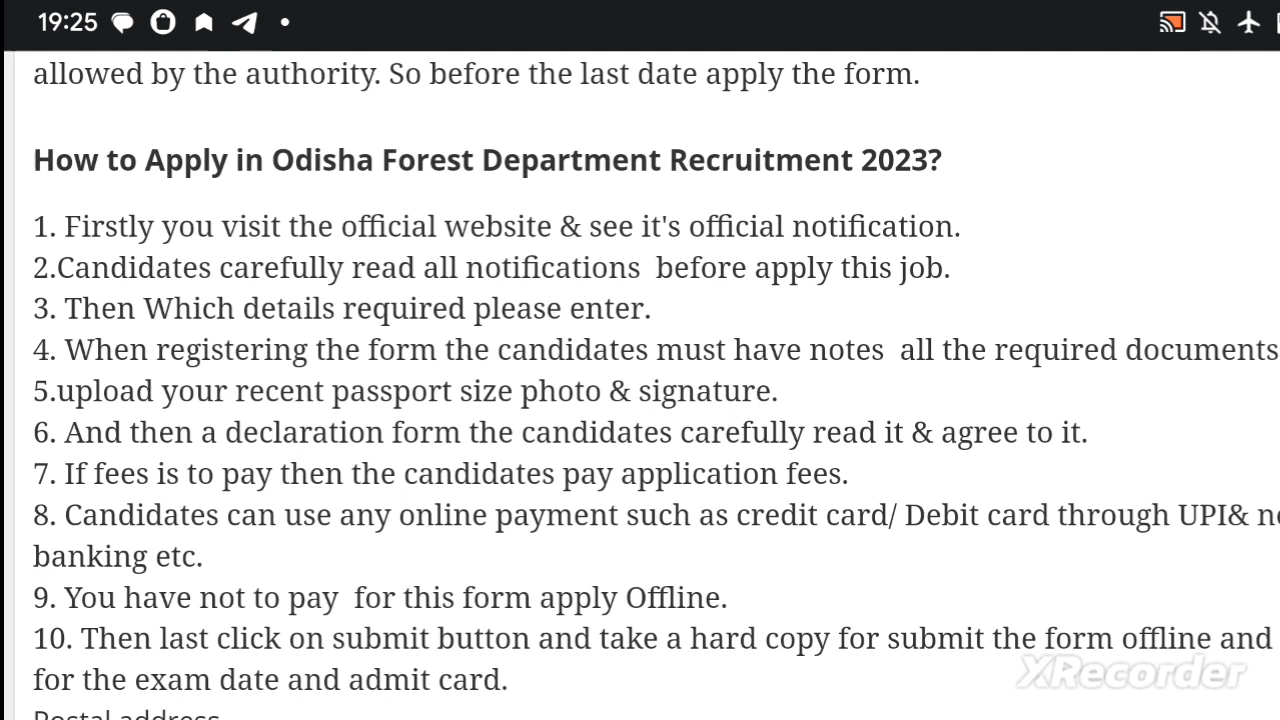 19:25
allowed by the authority. So before the last date apply the form.
How to Apply in Odisha Forest Department Recruitment 2023?
1. Firstly you visit the official website & see it's official notification.
2.Candidates carefully read all notifications  before apply this job.
3. Then Which details required please enter.
4. When registering the form the candidates must have notes  all the required documents
5.upload your recent passport size photo & signature.
6. And then a declaration form the candidates carefully read it & agree to it.
7. If fees is to pay then the candidates pay application fees.
8. Candidates can use any online payment such as credit card/ Debit card through UPI&
banking etc.
9. You have not to pay  for this form apply Offline.
10. Then last click on submit button and take a hard copy for submit the form offline and
for the exam date and admit card.
Postal address
XRecorder